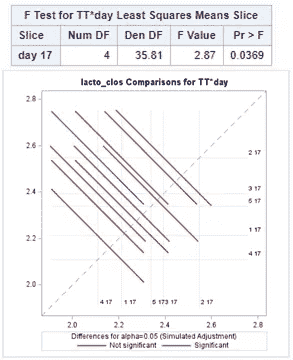 F Test for TT*day Least Squares Means Slice
Slice Num DF Den DF F Value Pr > F
day 17 4 35.81 2.87 0.0369
lacto_clos Comparisons for TT*day
2.8
2.6
2 17
2.4
3 17
5 17
2.2
1 17
4 17
2.0
4 17 1 17 5 17 3 17 2 17
2.0 2.2 2.4 2.6 2.8
Differences for alpha=0.05 (Simulated Adjustment)
Not significant Significant